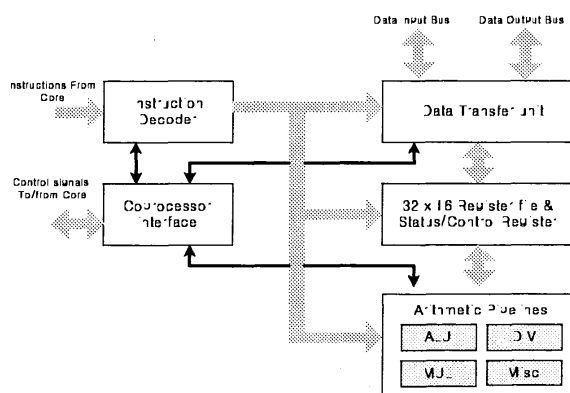 Data Input Bus
Data Output Bus
Instructions From
Core
Instruction
Decoder
Data Transfer unit
Control signals
To/from Core
Coprocessor
Interface
32 x 16 Register file &
Status/Control Register
Arithmetic Pipelines
ALU
DIV
MUL
Misc